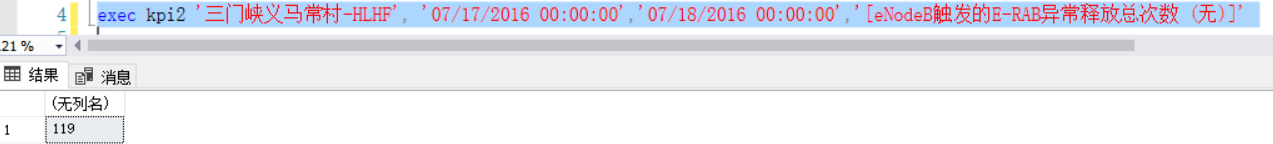 4 exec kpi2 '三门峡义马常村-HLHF', '07/17/2016 00:00:00','07/18/2016 00:00:00','[eNodeB触发的E-RAB异常释放总次数 (无)]'
21 %
结果 消息
(无列名)
1 119